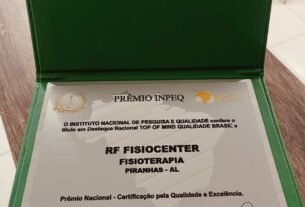 PRÊMIO INPEQ
O INSTITUTO NACIONAL DE PESQUISA E QUALIDADE confere o
título em Destaque Nacional TOP OF MIND QUALIDADE BRASIL a
RF FISIOCENTER
FISIOTERAPIA
PIRANHAS - AL
Prêmio Nacional - Certificação pela Qualidade e Excelência.